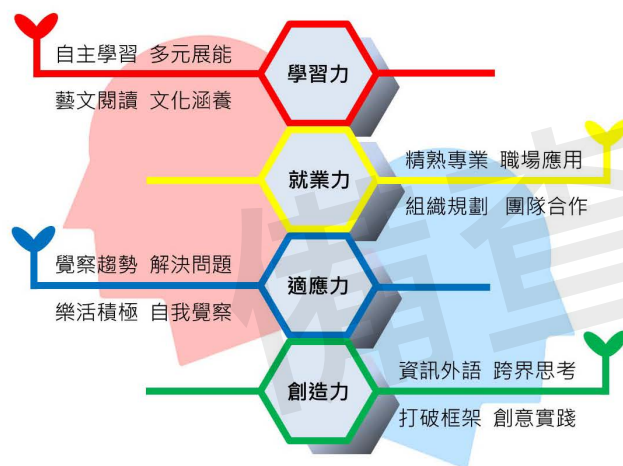 自主學習 多元展能
學習力
藝文閱讀 文化涵養
就業力
精熟專業 職場應用
組織規劃 團隊合作
覺察趨勢 解決問題
適應力
樂活積極 自我覺察
創造力
資訊外語 跨界思考
打破框架 創意實踐